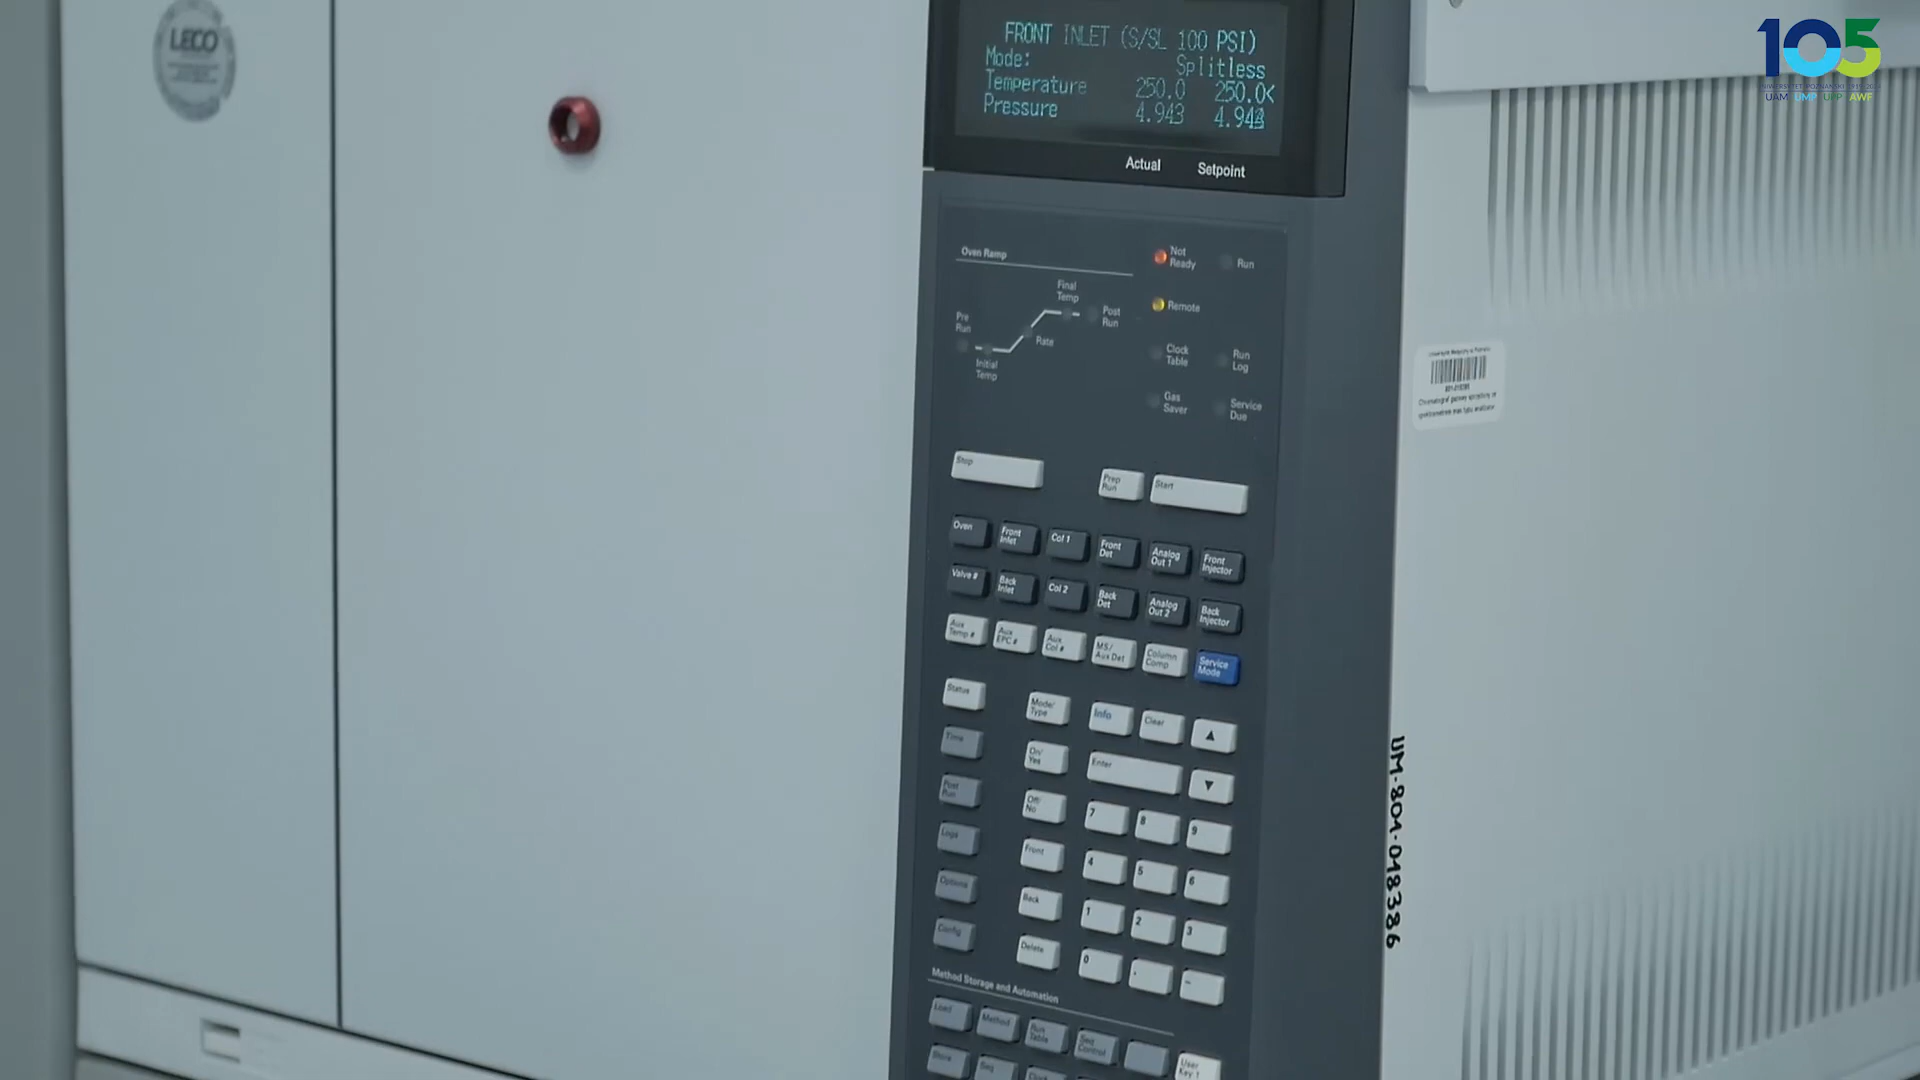 LECO
FRONT INLET (S/SL 100 PSI)
Mode: Splitless
Temperature 250.0 250.0<
Pressure 4.943 4.943
Actual Setpoint
105
UAM UMP UPP AWF
Oven Ramp
Not Ready
Run
Remote
Final Temp
Post Run
Pre Run
Rate
Initial Temp
Clock Table
Run Log
Gas Saver
Service Due
Stop
Prep Run
Start
Oven
Front Inlet
Col 1
Front Det
Analog Out 1
Front Injector
Valve #
Back Inlet
Col 2
Back Det
Analog Out 2
Back Injector
Aux Temp #
Aux EPC #
Aux Col #
MS/ Aux Det
Column Comp
Service Mode
Status
Mode/ Type
Info
Clear
▲
Time
On/ Yes
Enter
▼
Post Run
Off/ No
7
8
9
Logs
Front
4
5
6
Options
Back
1
2
3
Config
Delete
0
.
-
Method Storage and Automation
Load
Method
Run Table
Seq Control
Store
Seq
User Key 1
UM-804-018386